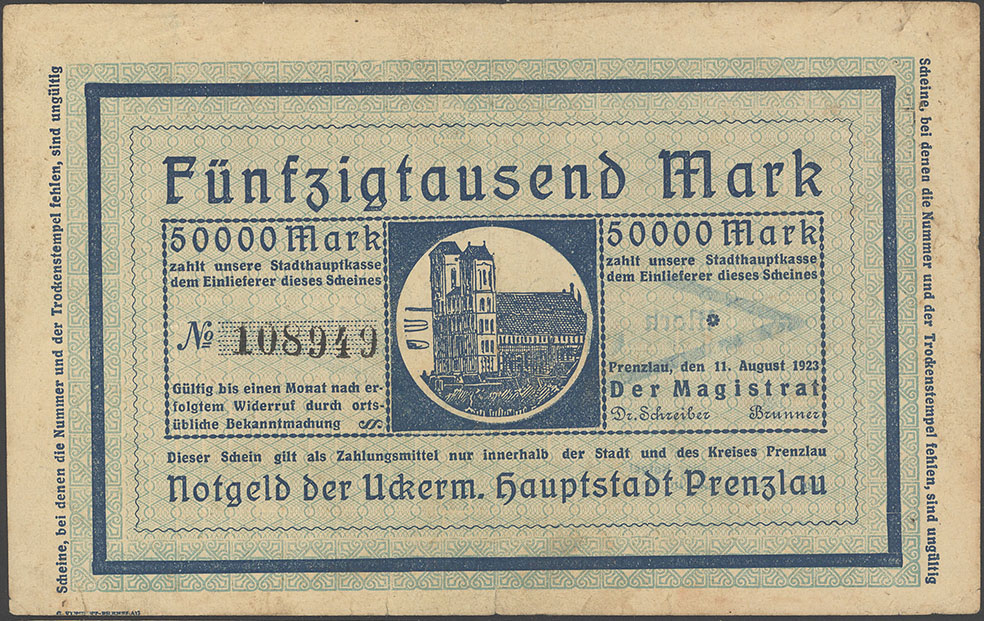 Fünfzigtausend Mark
50000 Mark
zahlt unsere Stadthauptkasse
dem Einlieferer dieses Scheines
№ 108949
Gültig bis einen Monat nach er-
folgtem Widerruf durch orts-
übliche Bekanntmachung
50000 Mark
zahlt unsere Stadthauptkasse
dem Einlieferer dieses Scheines
Prenzlau, den 11. August 1923
Der Magistrat
Dr. Schreiber Brunner
Dieser Schein gilt als Zahlungsmittel nur innerhalb der Stadt und des Kreises Prenzlau
Notgeld der Uckerm. Hauptstadt Prenzlau
Scheine, bei denen die Nummer und der Trockenstempel fehlen, sind ungültig
Scheine, bei denen die Nummer und der Trockenstempel fehlen, sind ungültig